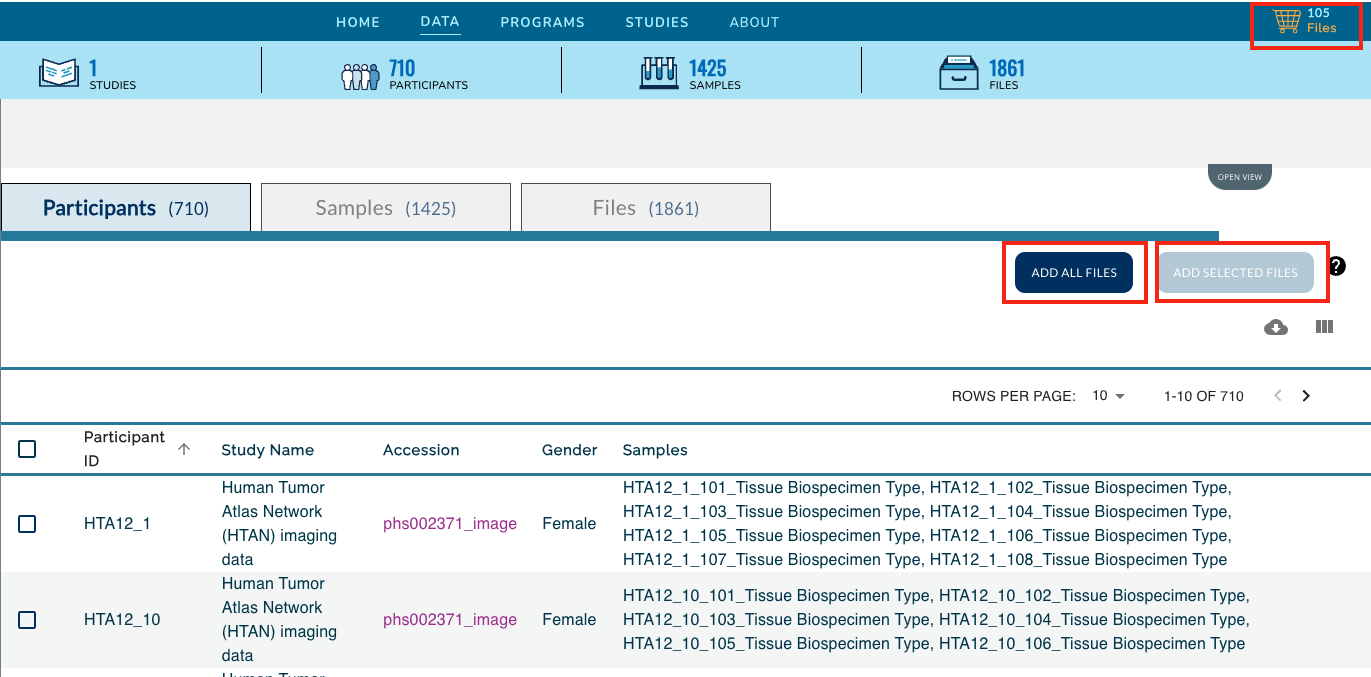 HOME DATA PROGRAMS STUDIES ABOUT
105
Files
1
STUDIES
710
PARTICIPANTS
1425
SAMPLES
1861
FILES
OPEN VIEW
Participants (710) Samples (1425) Files (1861)
ADD ALL FILES ADD SELECTED FILES ?
ROWS PER PAGE: 10 1-10 OF 710
Participant
ID
Study Name Accession Gender Samples
HTA12_1
Human Tumor
Atlas Network
(HTAN) imaging
data
phs002371_image
Female
HTA12_1_101_Tissue Biospecimen Type, HTA12_1_102_Tissue Biospecimen Type,
HTA12_1_103_Tissue Biospecimen Type, HTA12_1_104_Tissue Biospecimen Type,
HTA12_1_105_Tissue Biospecimen Type, HTA12_1_106_Tissue Biospecimen Type,
HTA12_1_107_Tissue Biospecimen Type, HTA12_1_108_Tissue Biospecimen Type
HTA12_10
Human Tumor
Atlas Network
(HTAN) imaging
data
phs002371_image
Female
HTA12_10_101_Tissue Biospecimen Type, HTA12_10_102_Tissue Biospecimen Type,
HTA12_10_103_Tissue Biospecimen Type, HTA12_10_104_Tissue Biospecimen Type,
HTA12_10_105_Tissue Biospecimen Type, HTA12_10_106_Tissue Biospecimen Type
Human Tumor